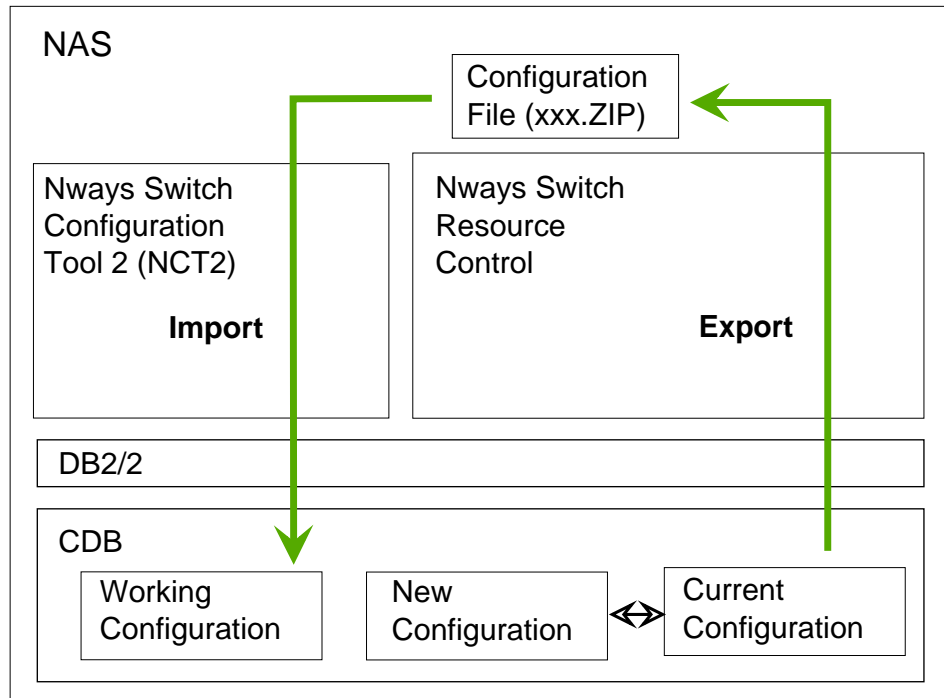 NAS
Configuration
File (xxx.ZIP)
Nways Switch
Configuration
Tool 2 (NCT2)
Import
Nways Switch
Resource
Control
Export
DB2/2
CDB
Working
Configuration
New
Configuration
Current
Configuration